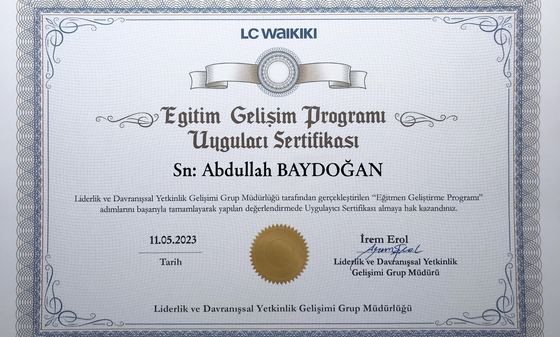 LC WAIKIKI
Eğitim Gelişim Programı
Uygulacı Sertifikası
Sn: Abdullah BAYDOĞAN
Liderlik ve Davranışsal Yetkinlik Gelişimi Grup Müdürlüğü tarafından gerçekleştirilen “Eğitmen Geliştirme Programı”
adımlarını başarıyla tamamlayarak yapılan değerlendirmede Uygulayıcı Sertifikası almaya hak kazandınız.
11.05.2023
Tarih
İrem Erol
Liderlik ve Davranışsal Yetkinlik
Gelişimi Grup Müdürü
Liderlik ve Davranışsal Yetkinlik Gelişimi Grup Müdürlüğü